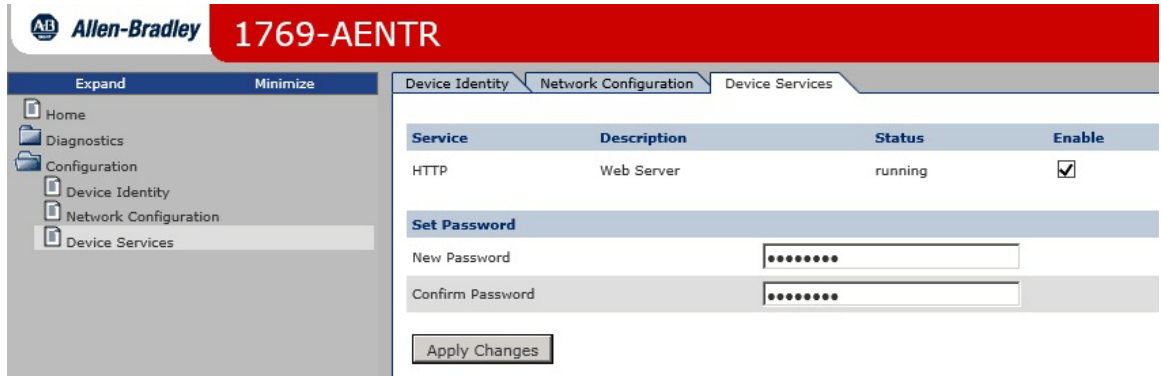 AB Allen-Bradley
1769-AENTR
Expand Minimize
Home
Diagnostics
Configuration
Device Identity
Network Configuration
Device Services
Device Identity Network Configuration Device Services
Service Description Status Enable
HTTP Web Server running
Set Password
New Password ••••••••
Confirm Password ••••••••
Apply Changes